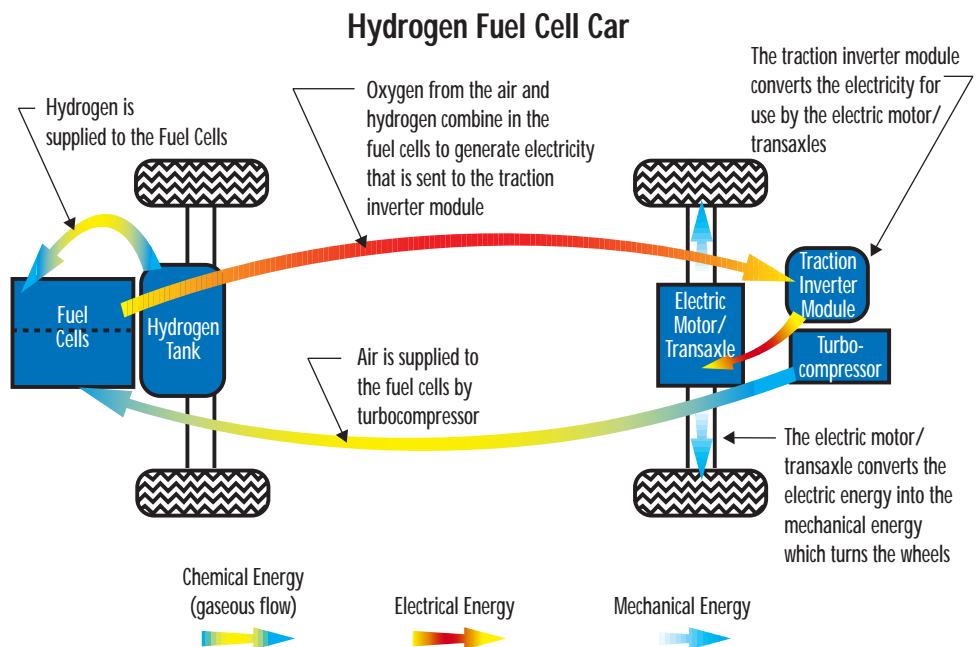 Hydrogen Fuel Cell Car
Hydrogen is
supplied to the Fuel Cells
Oxygen from the air and
hydrogen combine in the
fuel cells to generate electricity
that is sent to the traction
inverter module
The traction inverter module
converts the electricity for
use by the electric motor/
transaxles
Fuel
Cells
Hydrogen
Tank
Electric
Motor/
Transaxle
Traction
Inverter
Module
Turbo-
compressor
Air is supplied to
the fuel cells by
turbocompressor
The electric motor/
transaxle converts the
electric energy into the
mechanical energy
which turns the wheels
Chemical Energy
(gaseous flow)
Electrical Energy
Mechanical Energy